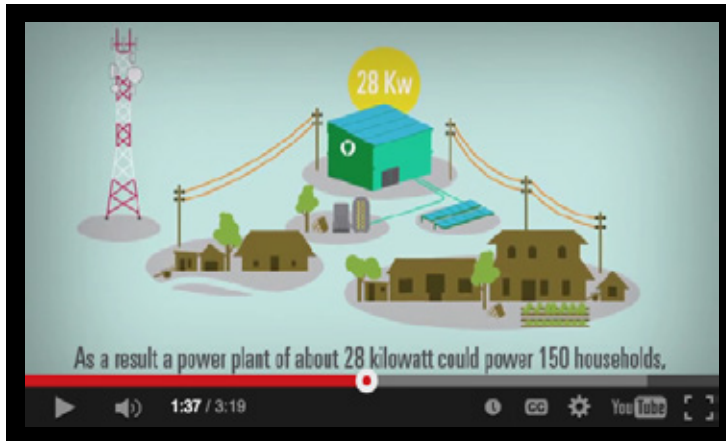 28 Kw
As a result a power plant of about 28 kilowatt could power 150 households,
1:37 / 3:19 CC YouTube